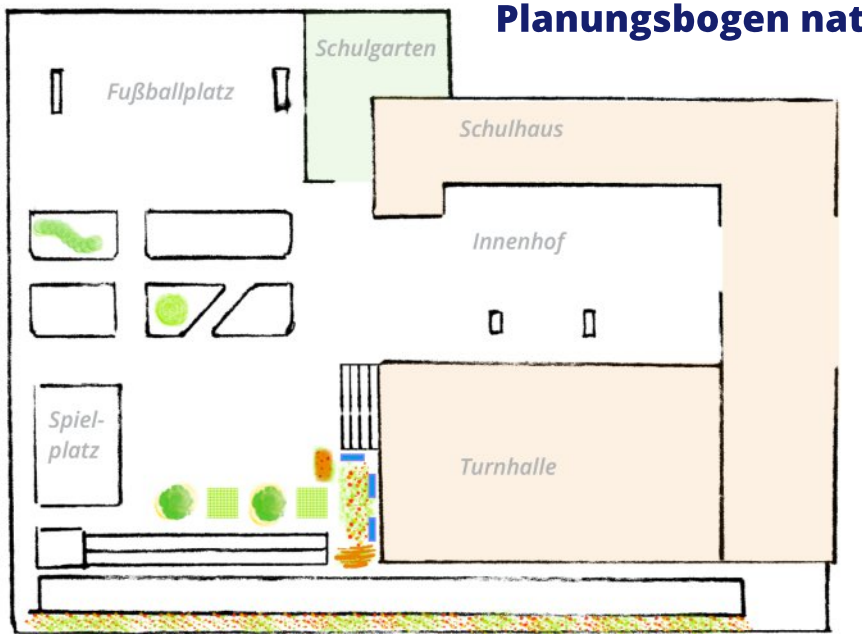 Planungsbogen nat
Schulgarten
Fußballplatz
Schulhaus
Innenhof
Spiel-
platz
Turnhalle